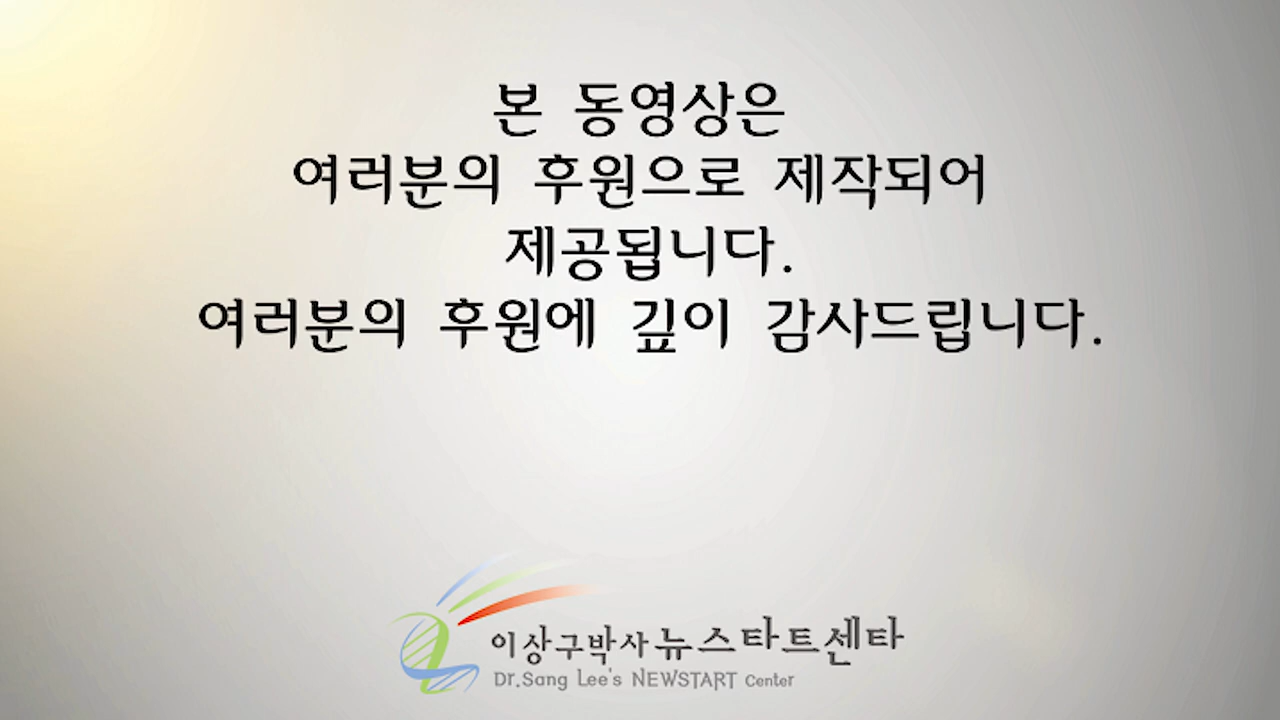 본 동영상은
여러분의 후원으로 제작되어
제공됩니다.
여러분의 후원에 깊이 감사드립니다.
이상구박사 뉴스타트센타
Dr.Sang Lee's NEWSTART Center